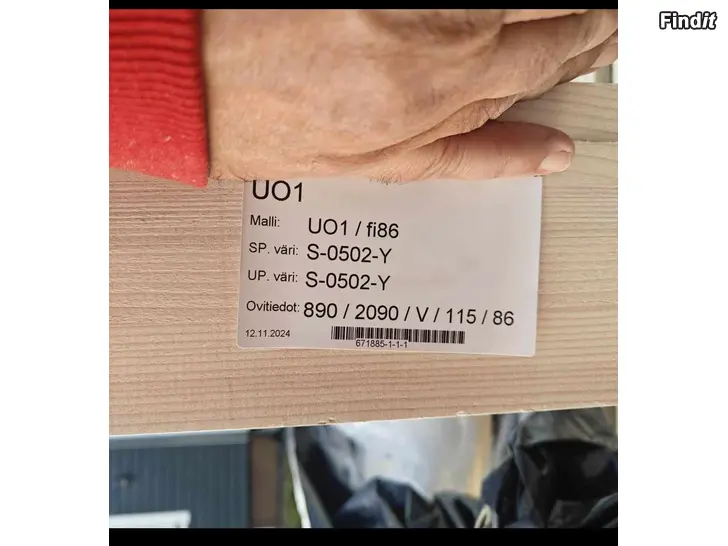 Findit
UO1
Malli: UO1 / fi86
SP. väri: S-0502-Y
UP. väri: S-0502-Y
Ovitiedot: 890 / 2090 / V / 115 / 86
12.11.2024
671885-1-1-1